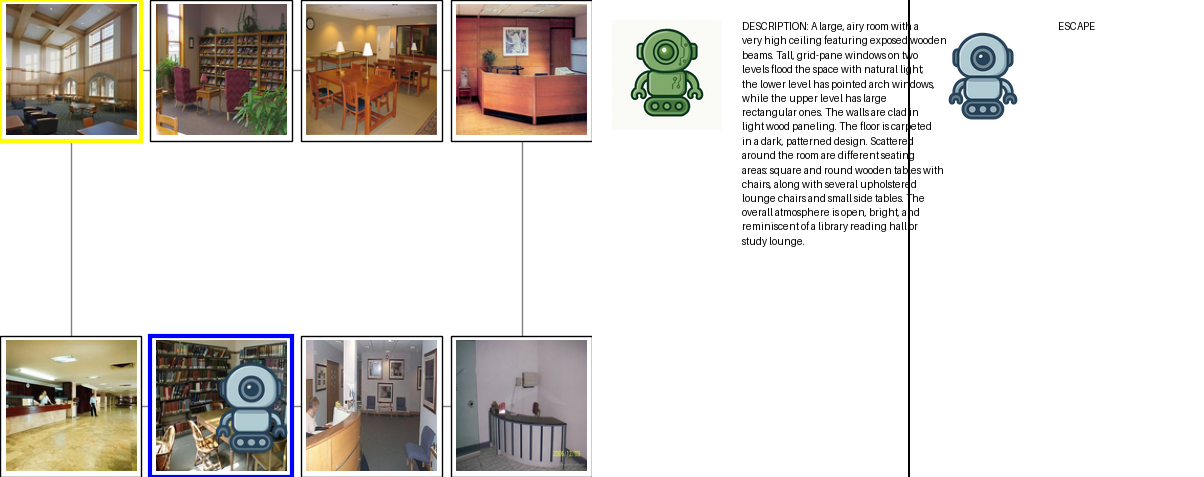 DESCRIPTION: A large, airy room with a
very high ceiling featuring exposed wooden
beams. Tall, grid-pane windows on two
levels flood the space with natural light;
the lower level has pointed arch windows,
while the upper level has large
rectangular ones. The walls are clad in
light wood paneling. The floor is carpeted
in a dark, patterned design. Scattered
around the room are different seating
areas: square and round wooden tables with
chairs, along with several upholstered
lounge chairs and small side tables. The
overall atmosphere is open, bright, and
reminiscent of a library reading hall or
study lounge.
ESCAPE